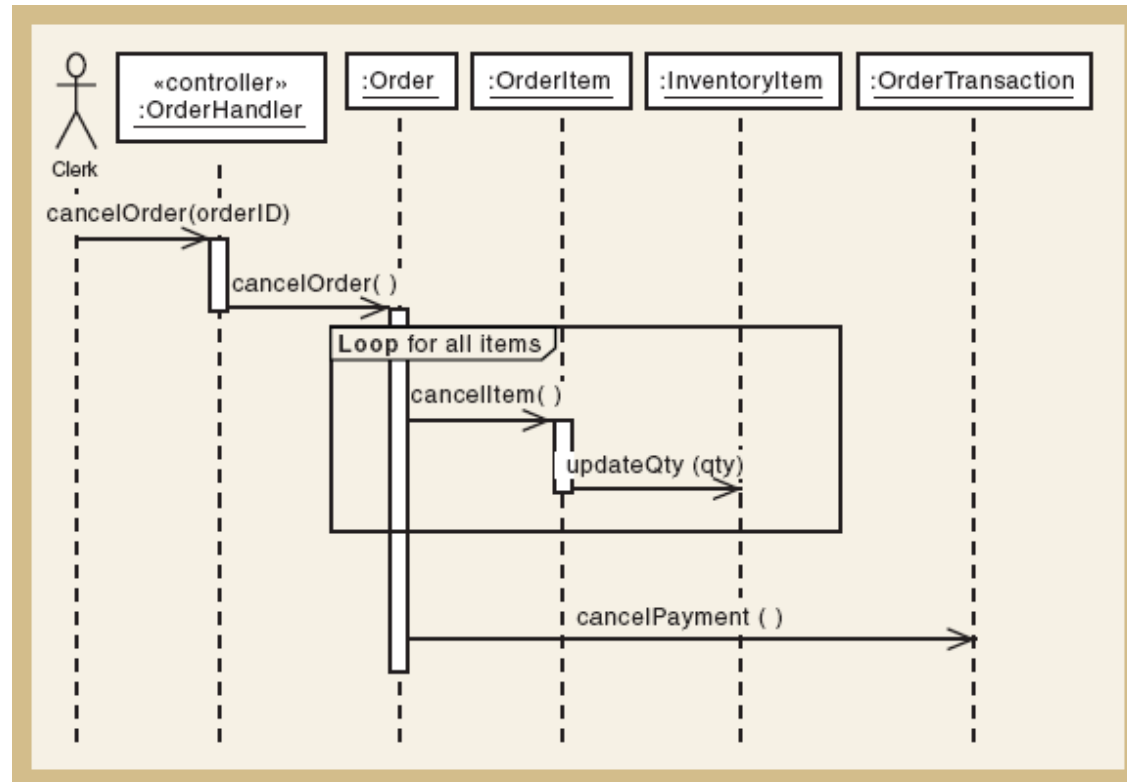 «controller»
:OrderHandler
:Order
:OrderItem
:InventoryItem
:OrderTransaction
Clerk
cancelOrder(orderID)
cancelOrder( )
Loop for all items
cancelItem( )
updateQty (qty)
cancelPayment ( )